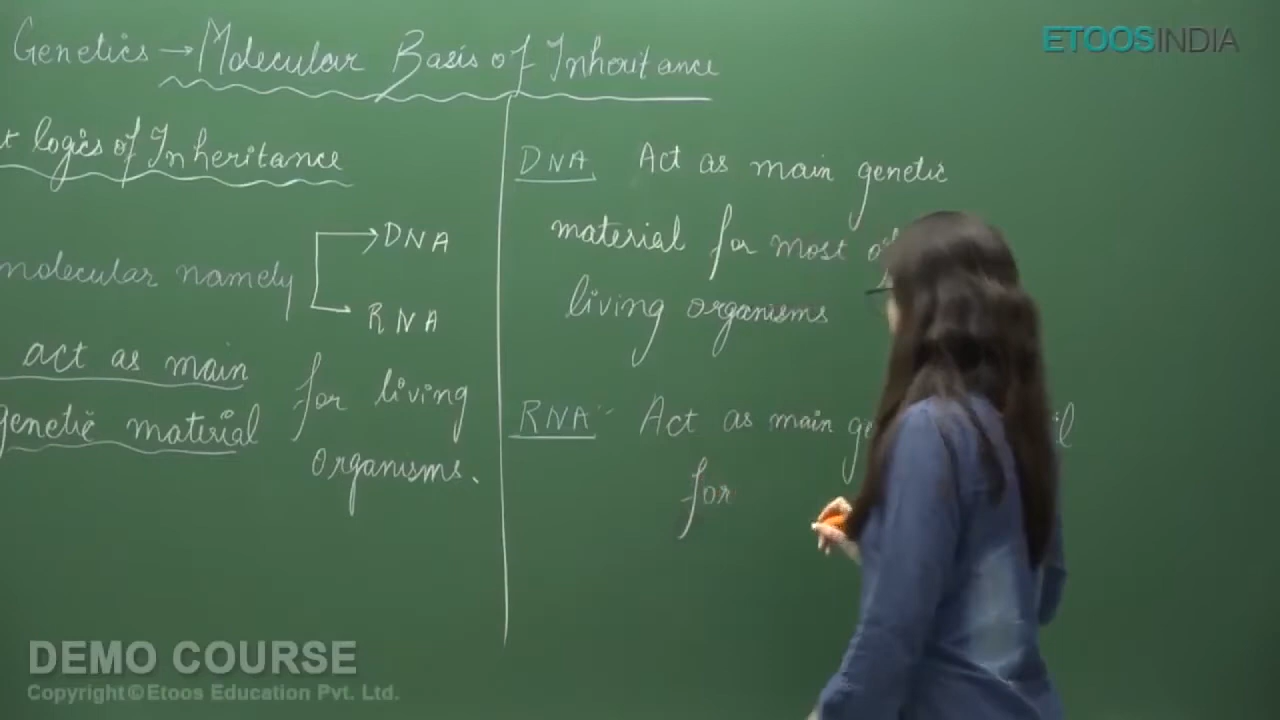 Genetics → Molecular Basis of Inheritance
ETOOSINDIA
logics of Inheritance
molecular namely
DNA
RNA
act as main
genetic material
for living
organisms.
DNA Act as main genetic
material for most
living organisms
RNA :- Act as main
for
DEMO COURSE
Copyright©Etoos Education Pvt. Ltd.